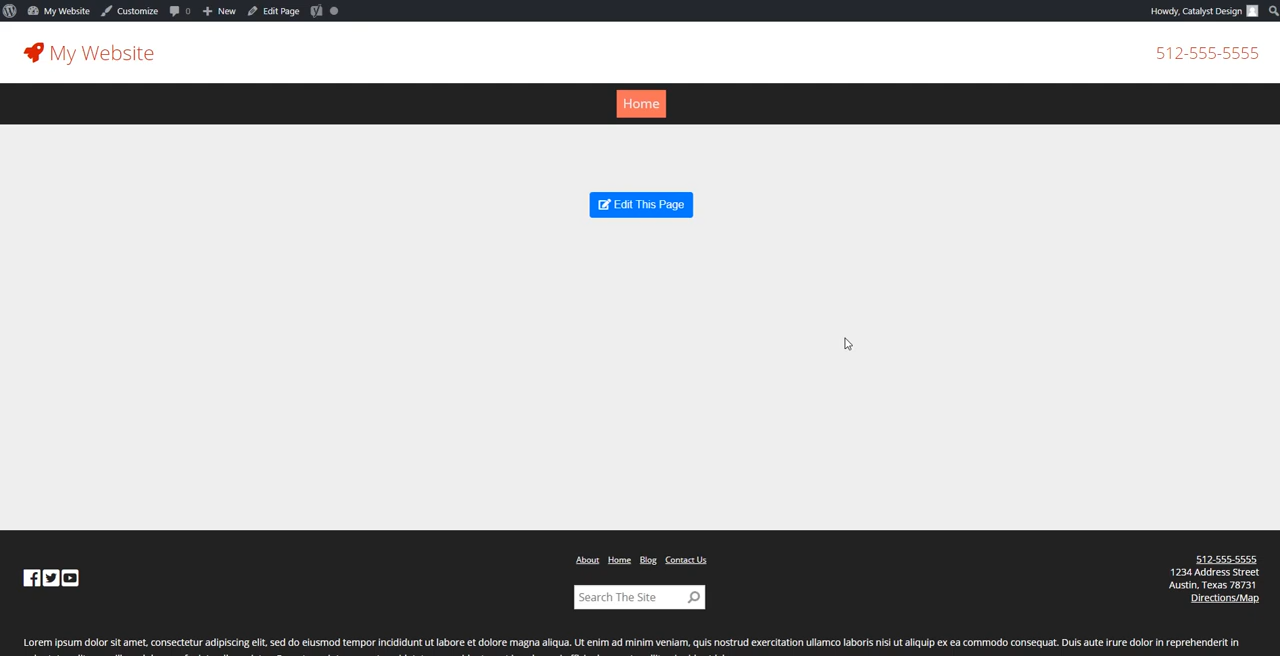 My Website Customize 0 New Edit Page Howdy, Catalyst Design
My Website 512-555-5555
Home
Edit This Page
About Home Blog Contact Us
512-555-5555
1234 Address Street
Austin, Texas 78731
Directions/Map
Search The Site
Lorem ipsum dolor sit amet, consectetur adipiscing elit, sed do eiusmod tempor incididunt ut labore et dolore magna aliqua. Ut enim ad minim veniam, quis nostrud exercitation ullamco laboris nisi ut aliquip ex ea commodo consequat. Duis aute irure dolor in reprehenderit in